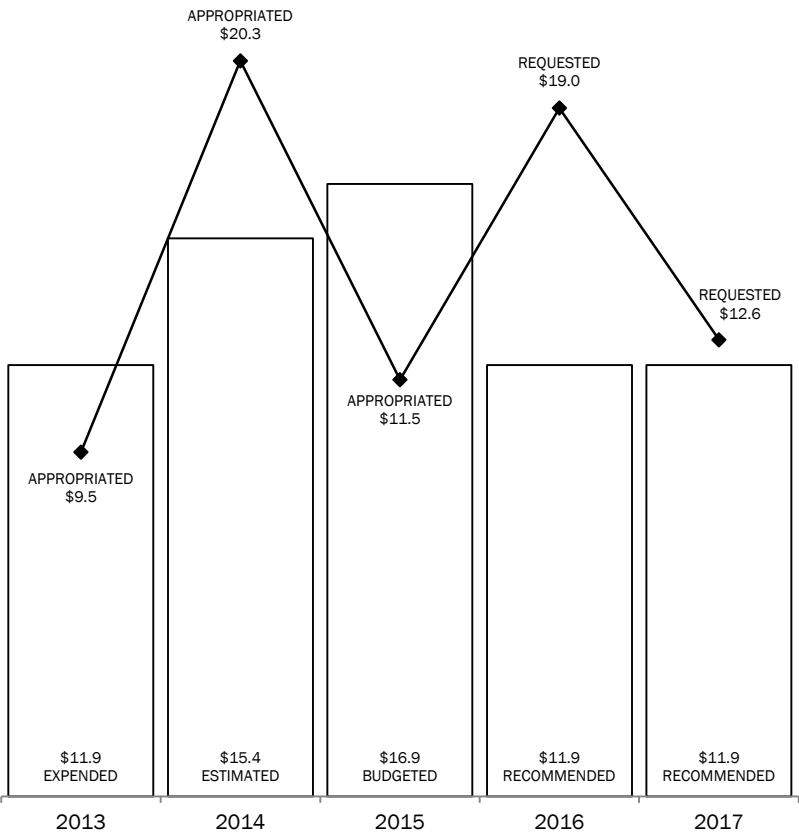 APPROPRIATED
$20.3
REQUESTED
$19.0
REQUESTED
$12.6
APPROPRIATED
$11.5
APPROPRIATED
$9.5
$11.9
EXPENDED
$15.4
ESTIMATED
$16.9
BUDGETED
$11.9
RECOMMENDED
$11.9
RECOMMENDED
2013
2014
2015
2016
2017